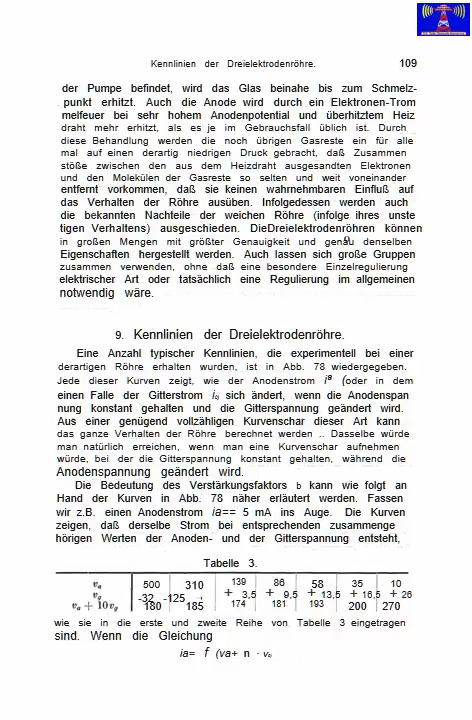 Kennlinien der Dreielektrodenröhre. 109
der Pumpe befindet, wird das Glas beinahe bis zum Schmelz-
punkt erhitzt. Auch die Anode wird durch ein Elektronen-Trom
melfeuer bei sehr hohem Anodenpotential und überhitztem Heiz
draht mehr erhitzt, als es je im Gebrauchsfall üblich ist. Durch
diese Behandlung werden die noch übrigen Gasreste ein für alle
mal auf einen derartig niedrigen Druck gebracht, daß Zusammen
stöße zwischen den aus dem Heizdraht ausgesandten Elektronen
und den Molekülen der Gasreste so selten und weit voneinander
entfernt vorkommen, daß sie keinen wahrnehmbaren Einfluß auf
das Verhalten der Röhre ausüben. Infolgedessen werden auch
die bekannten Nachteile der weichen Röhre (infolge ihres unste
tigen Verhaltens) ausgeschieden. DieDreielektrodenröhren können
in großen Mengen mit größter Genauigkeit und genau denselben
Eigenschaften hergestellt werden. Auch lassen sich große Gruppen
zusammen verwenden, ohne daß eine besondere Einzelregulierung
elektrischer Art oder tatsächlich eine Regulierung im allgemeinen
notwendig wäre.
9. Kennlinien der Dreielektrodenröhre.
Eine Anzahl typischer Kennlinien, die experimentell bei einer
derartigen Röhre erhalten wurden, ist in Abb. 78 wiedergegeben.
Jede dieser Kurven zeigt, wie der Anodenstrom iª (oder in dem
einen Falle der Gitterstrom i sich ändert, wenn die Anodenspan
nung konstant gehalten und die Gitterspannung geändert wird.
Aus einer genügend vollzähligen Kurvenschar dieser Art kann
das ganze Verhalten der Röhre berechnet werden .. Dasselbe würde
man natürlich erreichen, wenn man eine Kurvenschar aufnehmen
würde, bei der die Gitterspannung konstant gehalten, während die
Anodenspannung geändert wird.
Die Bedeutung des Verstärkungsfaktors b kann wie folgt an
Hand der Kurven in Abb. 78 näher erläutert werden. Fassen
wir z.B. einen Anodenstrom ia== 5 mA ins Auge. Die Kurven
zeigen, daß derselbe Strom bei entsprechenden zusammenge
hörigen Werten der Anoden- und der Gitterspannung entsteht,
Tabelle 3.
va 500 310 139 86 58 35 10
vg -32 -125 + 3,5 + 9,5 + 13,5 + 16,5 + 26
va + 10 vg 180 185 174 181 193 200 270
wie sie in die erste und zweite Reihe von Tabelle 3 eingetragen
sind. Wenn die Gleichung
ia= f (va+ n · v